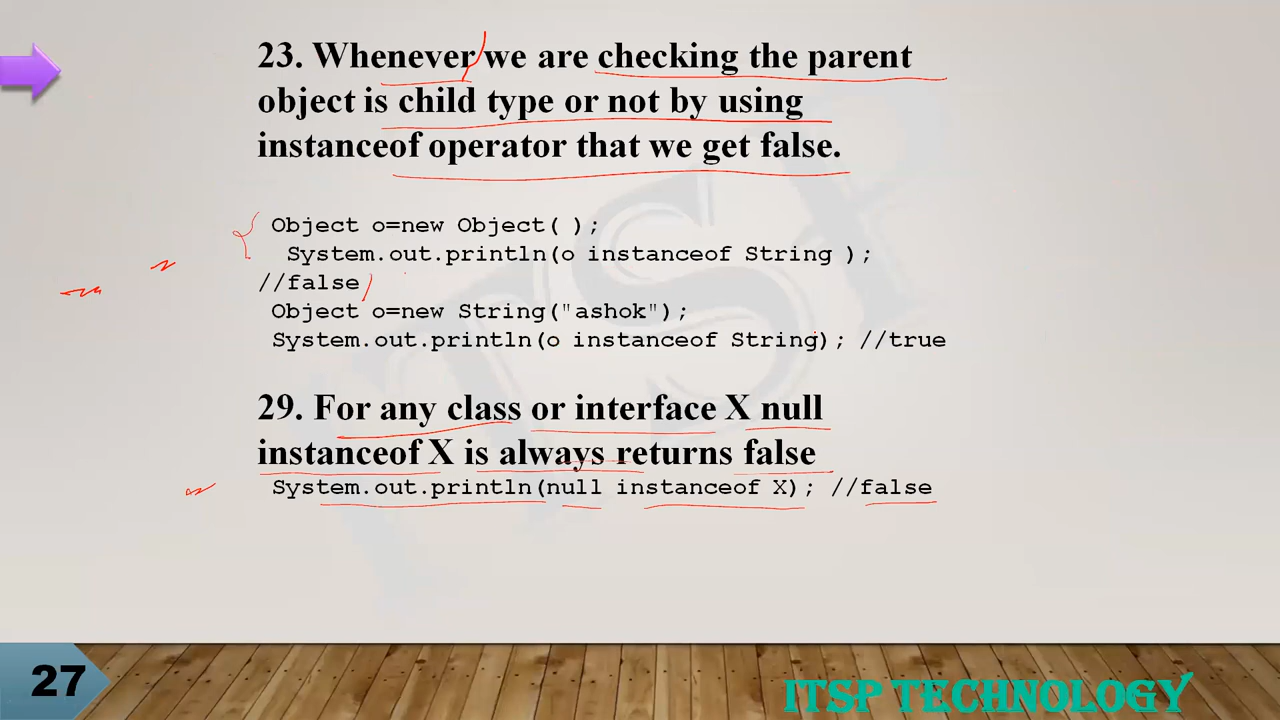 23. Whenever we are checking the parent
object is child type or not by using
instanceof operator that we get false.
Object o=new Object( );
System.out.println(o instanceof String );
//false
Object o=new String("ashok");
System.out.println(o instanceof String); //true
29. For any class or interface X null
instanceof X is always returns false
System.out.println(null instanceof X); //false
27
ITSP TECHNOLOGY